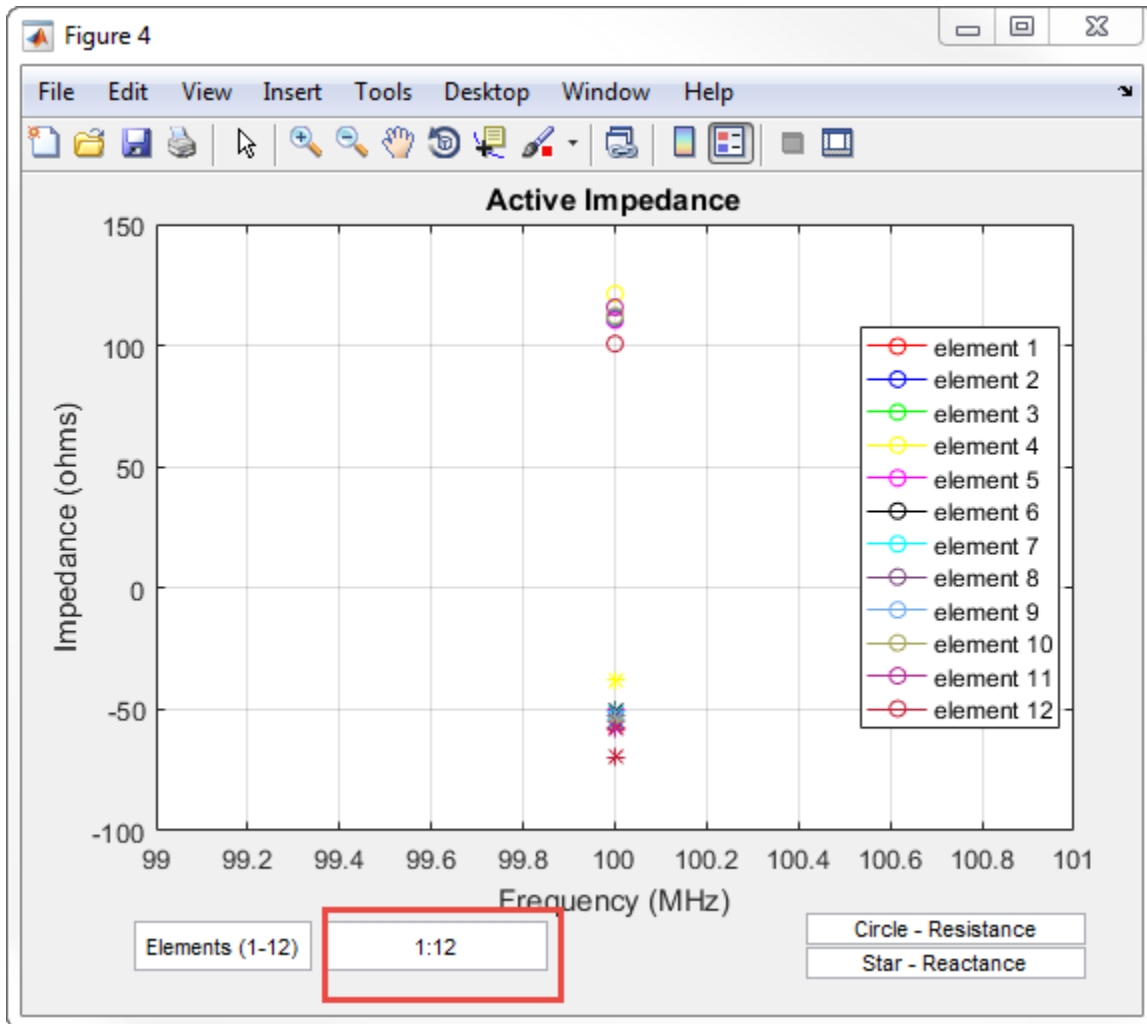 Figure 4
File Edit View Insert Tools Desktop Window Help
Active Impedance
150
100
50
0
-50
-100
Impedance (ohms)
element 1
element 2
element 3
element 4
element 5
element 6
element 7
element 8
element 9
element 10
element 11
element 12
99 99.2 99.4 99.6 99.8 100 100.2 100.4 100.6 100.8 101
Frequency (MHz)
Elements (1-12) 1:12
Circle - Resistance
Star - Reactance